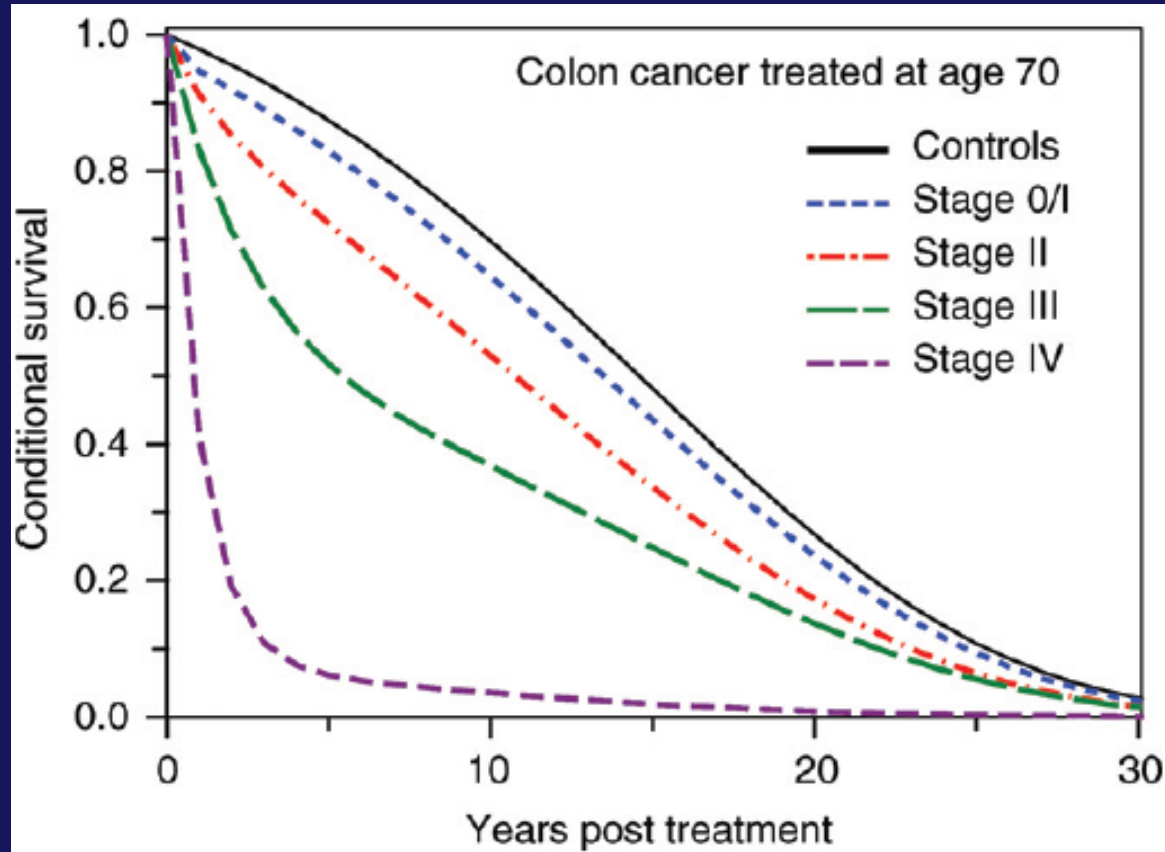 Colon cancer treated at age 70
Controls
Stage 0/I
Stage II
Stage III
Stage IV
Conditional survival
1.0
0.8
0.6
0.4
0.2
0.0
0 10 20 30
Years post treatment